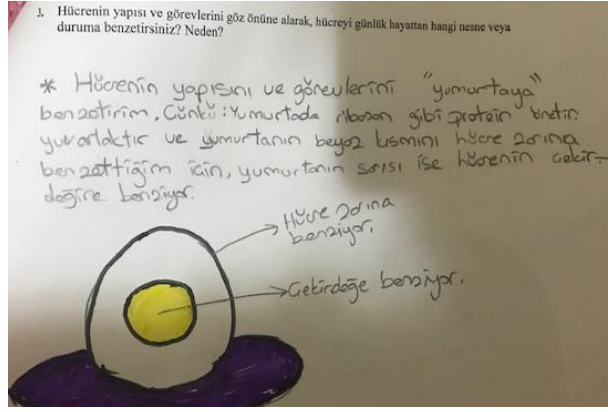 3. Hücrenin yapısı ve görevlerini göz önüne alarak, hücreyi günlük hayattan hangi nesne veya
duruma benzetirsiniz? Neden?
* Hücrenin yapısını ve görevlerini "yumurtaya"
benzetirim. Çünkü: Yumurtada ribozon gibi protein üretir.
yuvarlaktır ve yumurtanın beyaz kısmını hücre zarına
benzettiğim için, yumurtanın sarısı ise hücrenin çekir-
değine benziyor.
Hücre zarına
benziyor.
Çekirdeğe benziyor.